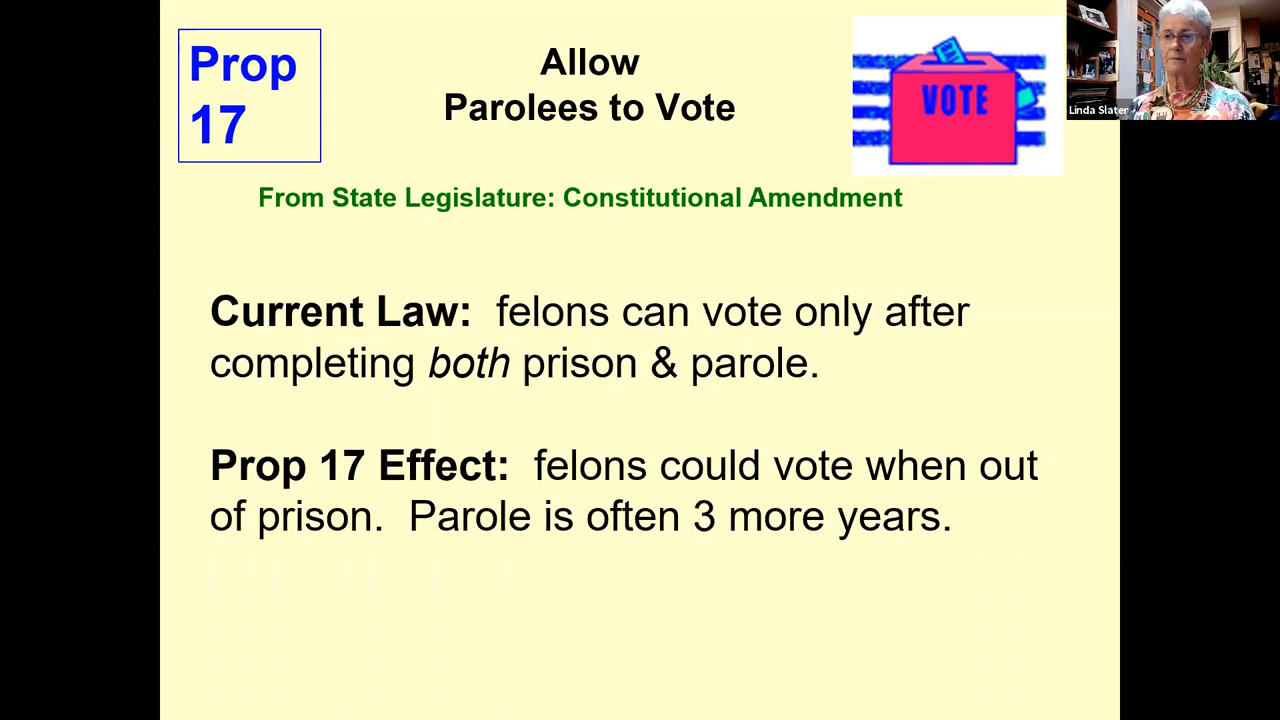 Prop
17
Allow
Parolees to Vote
VOTE
Linda Slater
From State Legislature: Constitutional Amendment
Current Law: felons can vote only after
completing both prison & parole.
Prop 17 Effect: felons could vote when out
of prison. Parole is often 3 more years.